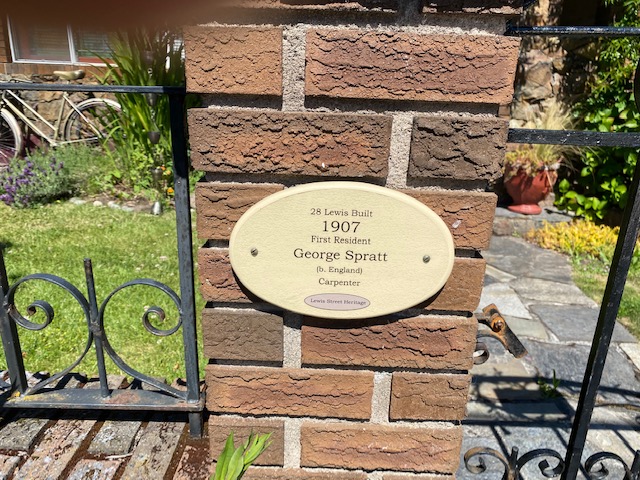 28 Lewis Built
1907
First Resident
George Spratt
(b. England)
Carpenter
Lewis Street Heritage